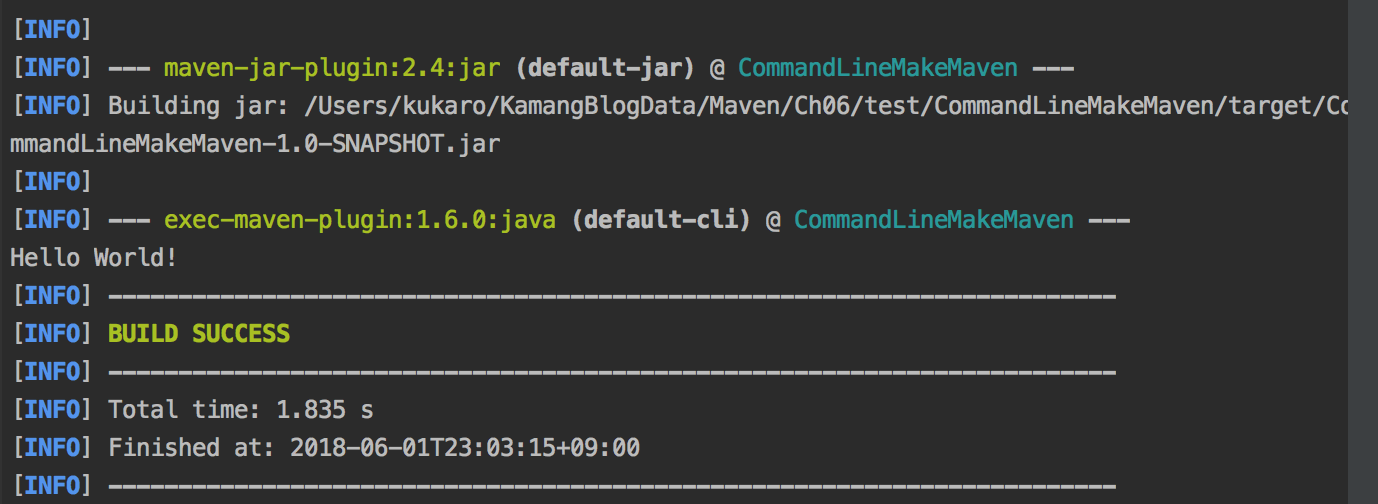 [INFO]
[INFO] --- maven-jar-plugin:2.4:jar (default-jar) @ CommandLineMakeMaven ---
[INFO] Building jar: /Users/kukaro/KamangBlogData/Maven/Ch06/test/CommandLineMakeMaven/target/Co
mmandLineMakeMaven-1.0-SNAPSHOT.jar
[INFO]
[INFO] --- exec-maven-plugin:1.6.0:java (default-cli) @ CommandLineMakeMaven ---
Hello World!
[INFO] ------------------------------------------------------------------------
[INFO] BUILD SUCCESS
[INFO] ------------------------------------------------------------------------
[INFO] Total time: 1.835 s
[INFO] Finished at: 2018-06-01T23:03:15+09:00
[INFO] ------------------------------------------------------------------------